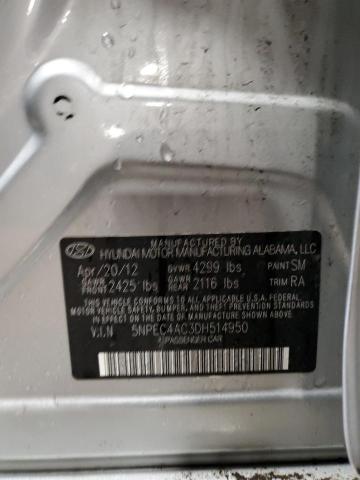 MANUFACTURED BY
HYUNDAI MOTOR MANUFACTURING ALABAMA, LLC
Apr/20/12 GVWR 4299 lbs PAINT SM
GAWR FRONT 2425 lbs GAWR REAR 2116 lbs TRIM RA
THIS VEHICLE CONFORMS TO ALL APPLICABLE U.S. FEDERAL
MOTOR VEHICLE SAFETY, BUMPER, AND THEFT PREVENTION
STANDARDS IN EFFECT ON THE DATE OF MANUFACTURE SHOWN ABOVE.
V.I.N 5NPEC4AC3DH514950
PASSENGER CAR